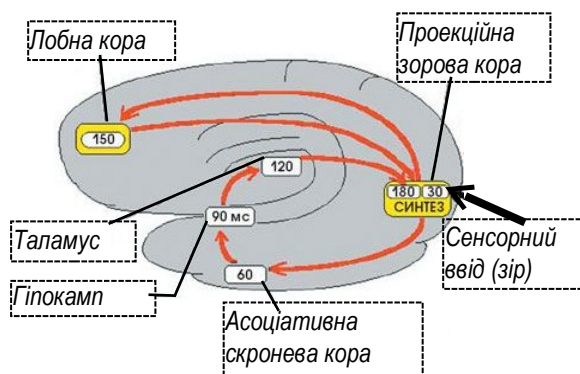 Лобна кора
Проекційна
зорова кора
150
120
180 30
СИНТЕЗ
90 мс
60
Таламус
Гіпокамп
Асоціативна
скронева кора
Сенсорний
ввід (зір)